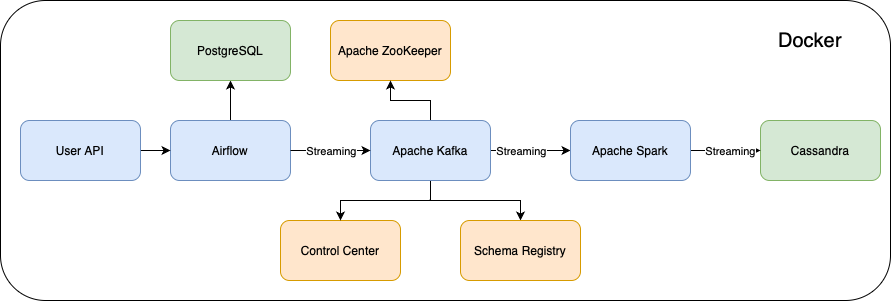 Docker
PostgreSQL
Apache ZooKeeper
User API
Airflow
Streaming
Apache Kafka
Streaming
Apache Spark
Streaming
Cassandra
Control Center
Schema Registry